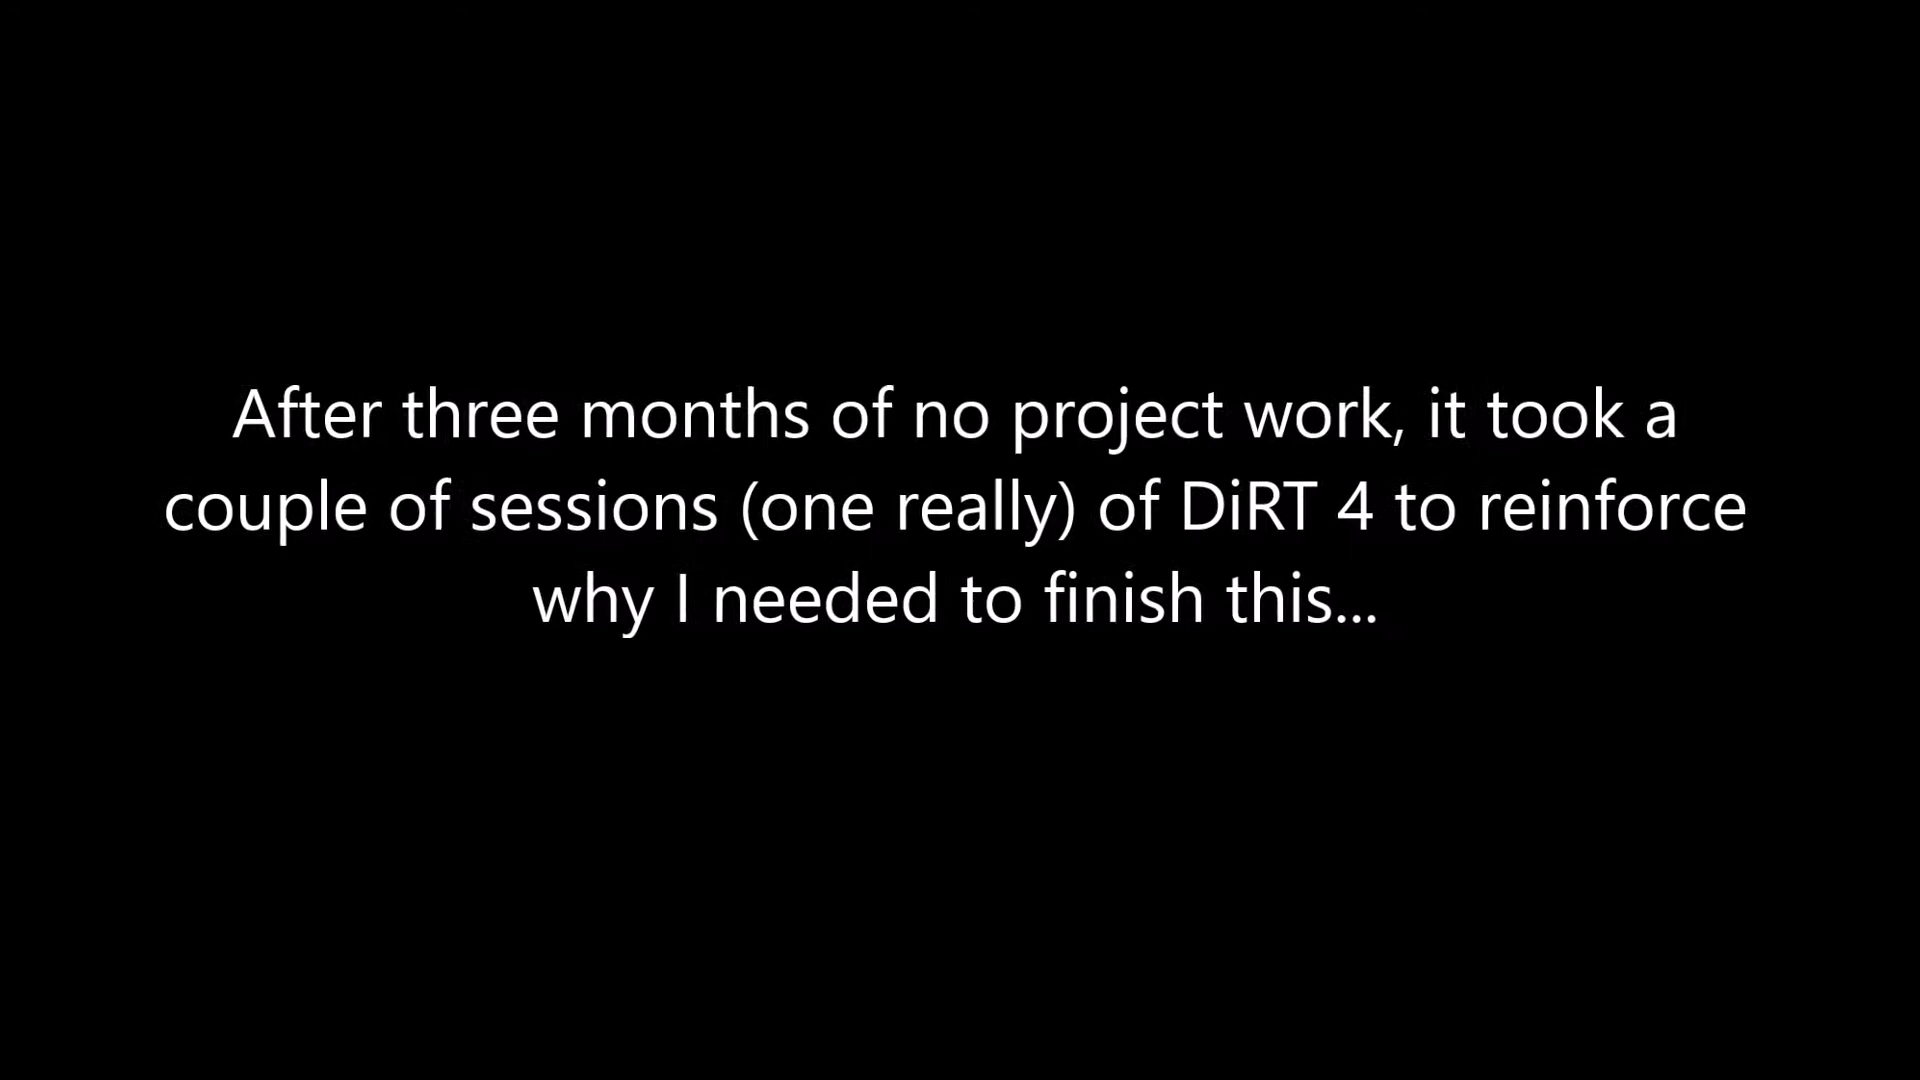 After three months of no project work, it took a
couple of sessions (one really) of DiRT 4 to reinforce
why I needed to finish this...